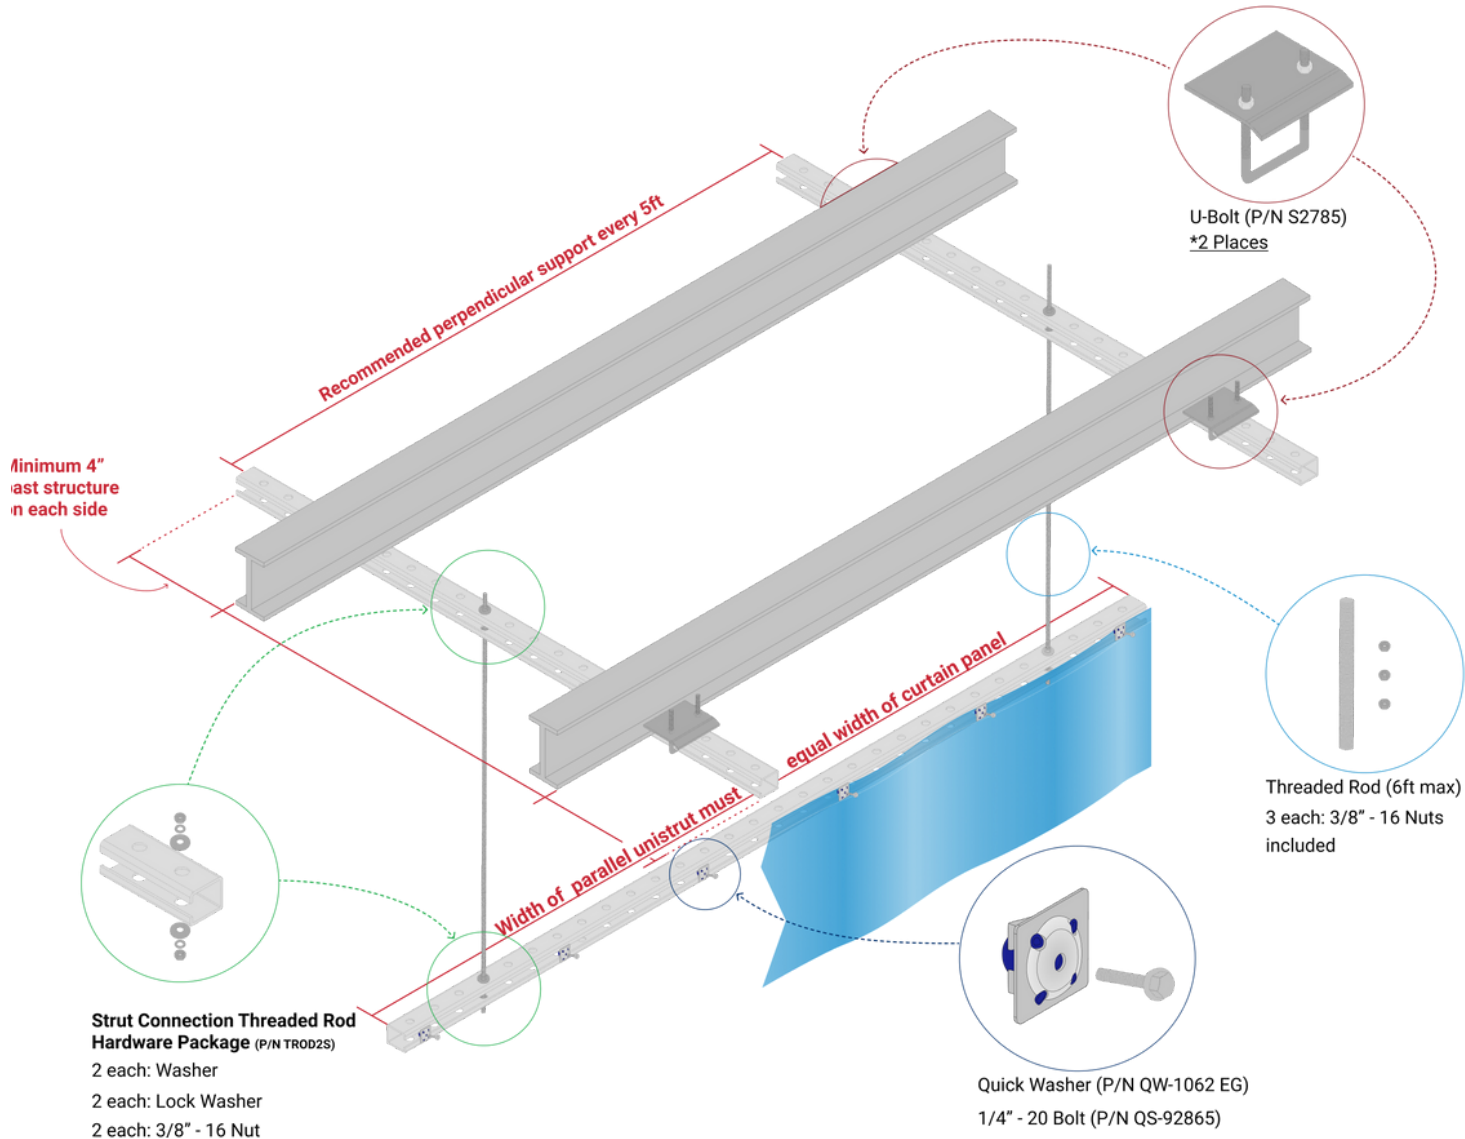 U-Bolt (P/N S2785)
*2 Places
Recommended perpendicular support every 5ft
Minimum 4”
past structure
on each side
equal width of curtain panel
Width of parallel unistrut must
Threaded Rod (6ft max)
3 each: 3/8” - 16 Nuts
included
Strut Connection Threaded Rod
Hardware Package (P/N TROD2S)
2 each: Washer
2 each: Lock Washer
2 each: 3/8” - 16 Nut
Quick Washer (P/N QW-1062 EG)
1/4” - 20 Bolt (P/N QS-92865)